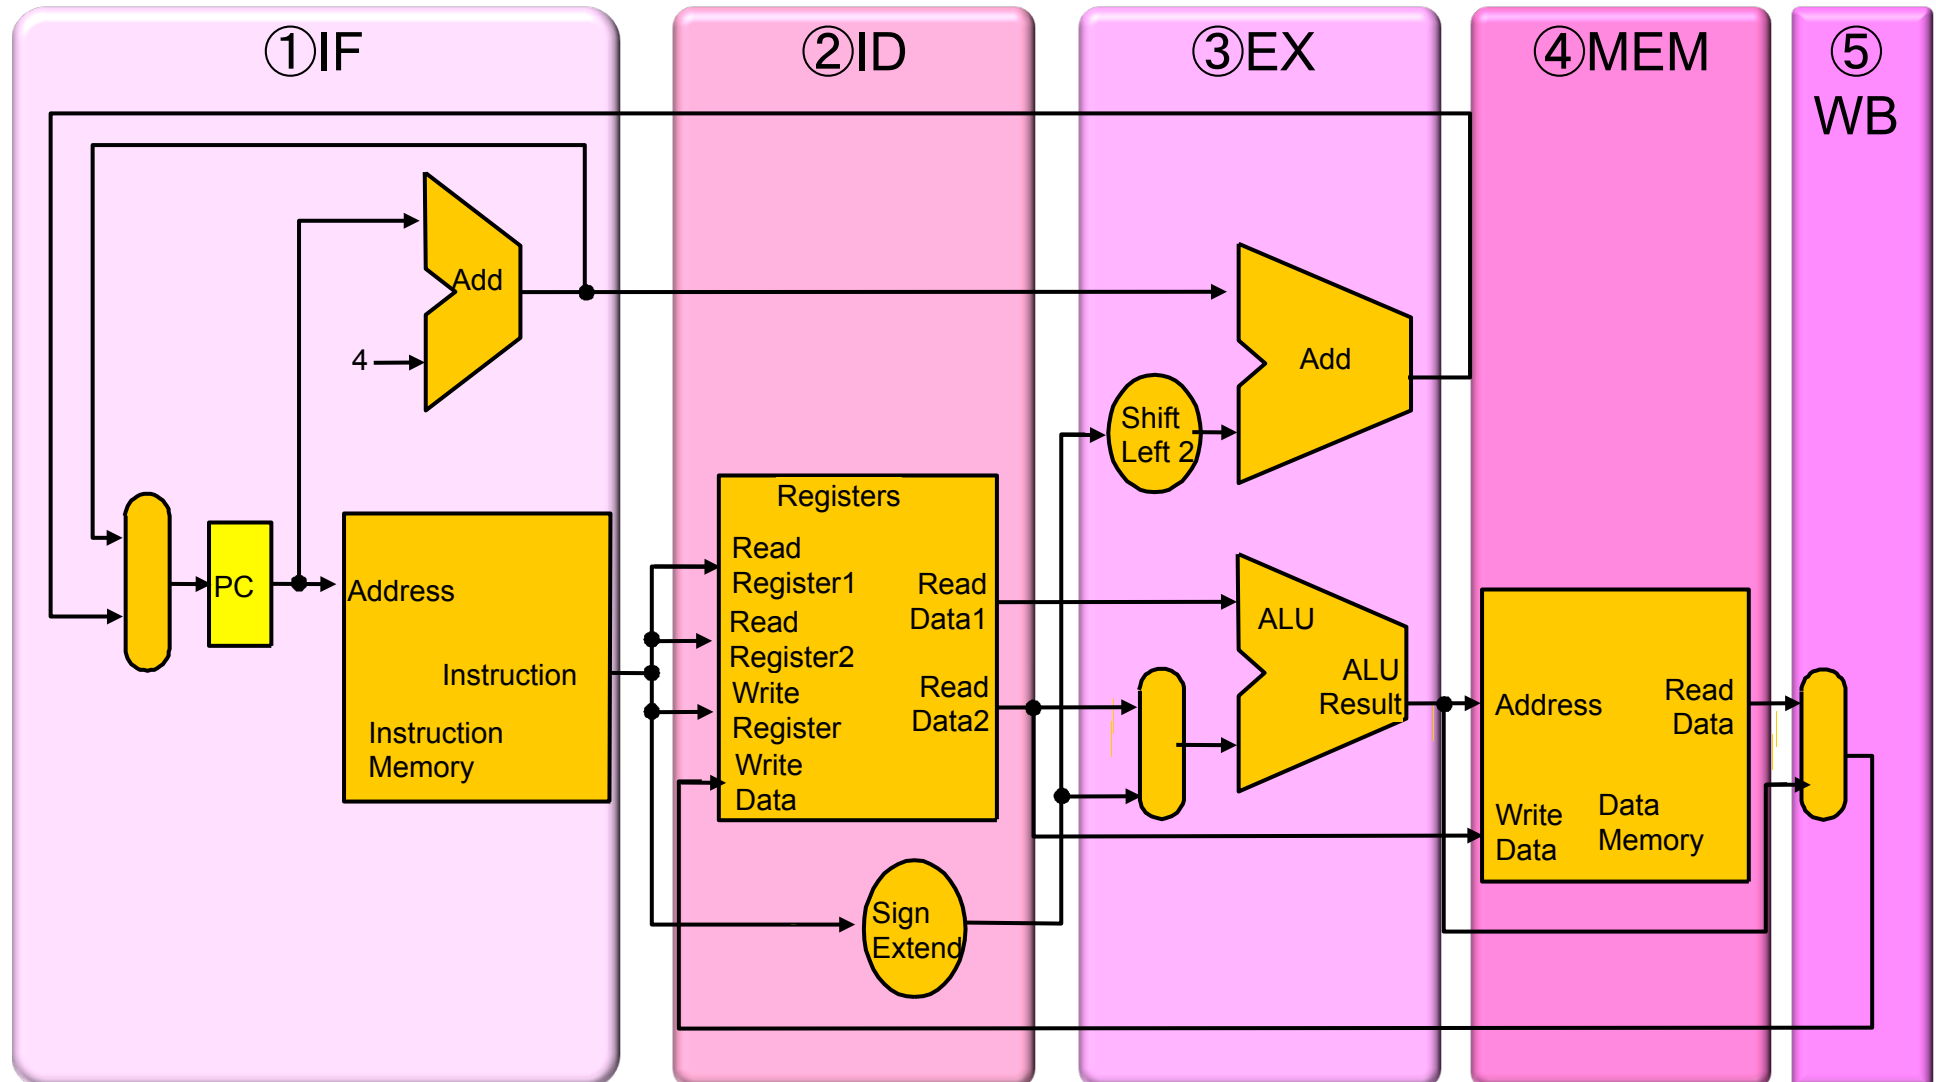 ①IF
②ID
③EX
④MEM
⑤
WB
Add
4
Add
Shift
Left 2
PC
Address
Instruction
Instruction
Memory
Registers
Read
Register1
Read
Register2
Write
Register
Write
Data
Read
Data1
Read
Data2
Sign
Extend
ALU
ALU
Result
Address
Read
Data
Write
Data
Data
Memory